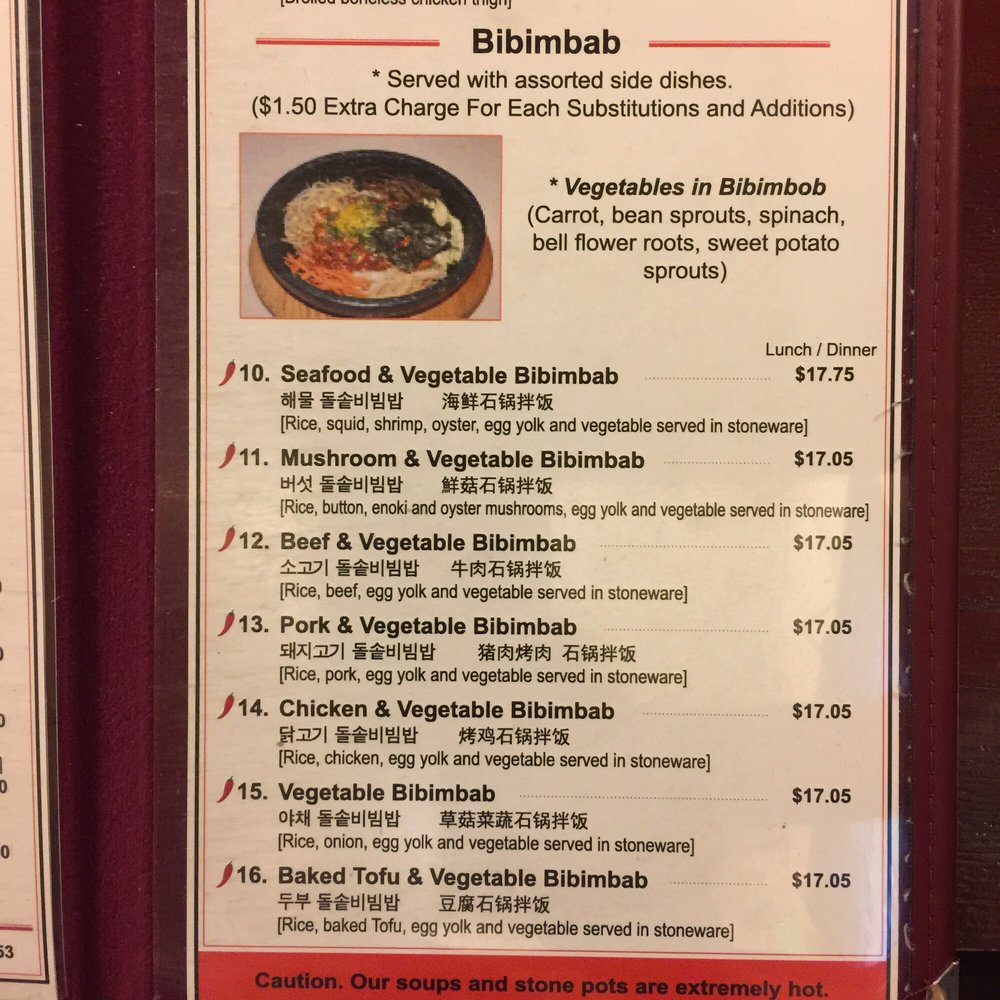 [Broiled boneless chicken thigh]
Bibimbab
* Served with assorted side dishes.
($1.50 Extra Charge For Each Substitutions and Additions)
* Vegetables in Bibimbob
(Carrot, bean sprouts, spinach,
bell flower roots, sweet potato
sprouts)
Lunch / Dinner
10. Seafood & Vegetable Bibimbab $17.75
해물 돌솥비빔밥 海鲜石锅拌饭
[Rice, squid, shrimp, oyster, egg yolk and vegetable served in stoneware]
11. Mushroom & Vegetable Bibimbab $17.05
버섯 돌솥비빔밥 鲜菇石锅拌饭
[Rice, button, enoki and oyster mushrooms, egg yolk and vegetable served in stoneware]
12. Beef & Vegetable Bibimbab $17.05
소고기 돌솥비빔밥 牛肉石锅拌饭
[Rice, beef, egg yolk and vegetable served in stoneware]
13. Pork & Vegetable Bibimbab $17.05
돼지고기 돌솥비빔밥 猪肉烤肉 石锅拌饭
[Rice, pork, egg yolk and vegetable served in stoneware]
14. Chicken & Vegetable Bibimbab $17.05
닭고기 돌솥비빔밥 烤鸡石锅拌饭
[Rice, chicken, egg yolk and vegetable served in stoneware]
15. Vegetable Bibimbab $17.05
야채 돌솥비빔밥 草菇菜蔬石锅拌饭
[Rice, onion, egg yolk and vegetable served in stoneware]
16. Baked Tofu & Vegetable Bibimbab $17.05
두부 돌솥비빔밥 豆腐石锅拌饭
[Rice, baked Tofu, egg yolk and vegetable served in stoneware]
53
Caution. Our soups and stone pots are extremely hot.